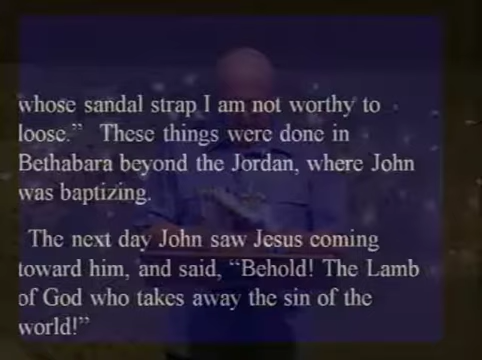 whose sandal strap I am not worthy to
loose.” These things were done in
Bethabara beyond the Jordan, where John
was baptizing.
The next day John saw Jesus coming
toward him, and said, “Behold! The Lamb
of God who takes away the sin of the
world!”